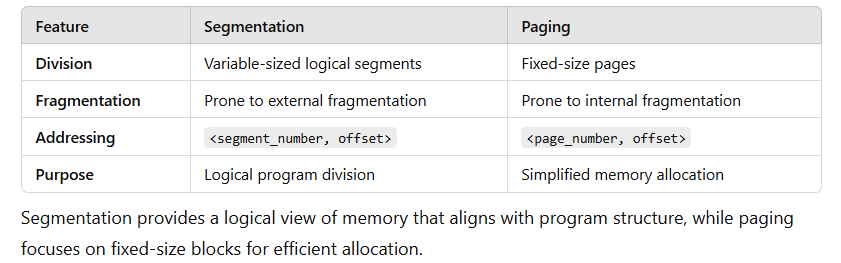 Feature Segmentation Paging
Division Variable-sized logical segments Fixed-size pages
Fragmentation Prone to external fragmentation Prone to internal fragmentation
Addressing <segment_number, offset> <page_number, offset>
Purpose Logical program division Simplified memory allocation
Segmentation provides a logical view of memory that aligns with program structure, while paging
focuses on fixed-size blocks for efficient allocation.